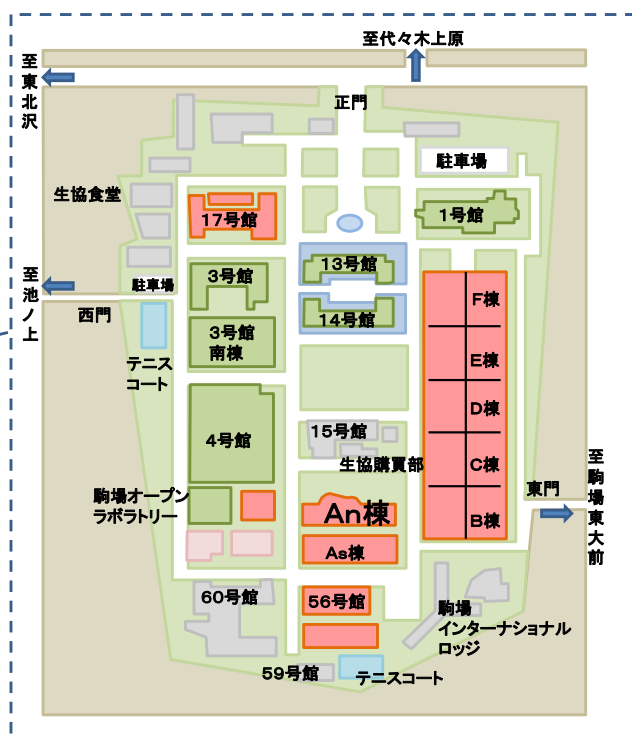 至代々木上原
至東北沢
正門
駐車場
生協食堂
17号館
1号館
至池ノ上
駐車場
3号館
13号館
F棟
西門
14号館
3号館
南棟
テニス
コート
E棟
D棟
4号館
15号館
生協購買部
C棟
至駒場東大前
東門
駒場オープン
ラボラトリー
An棟
B棟
As棟
60号館
56号館
駒場
インターナショナル
ロッジ
59号館
テニスコート